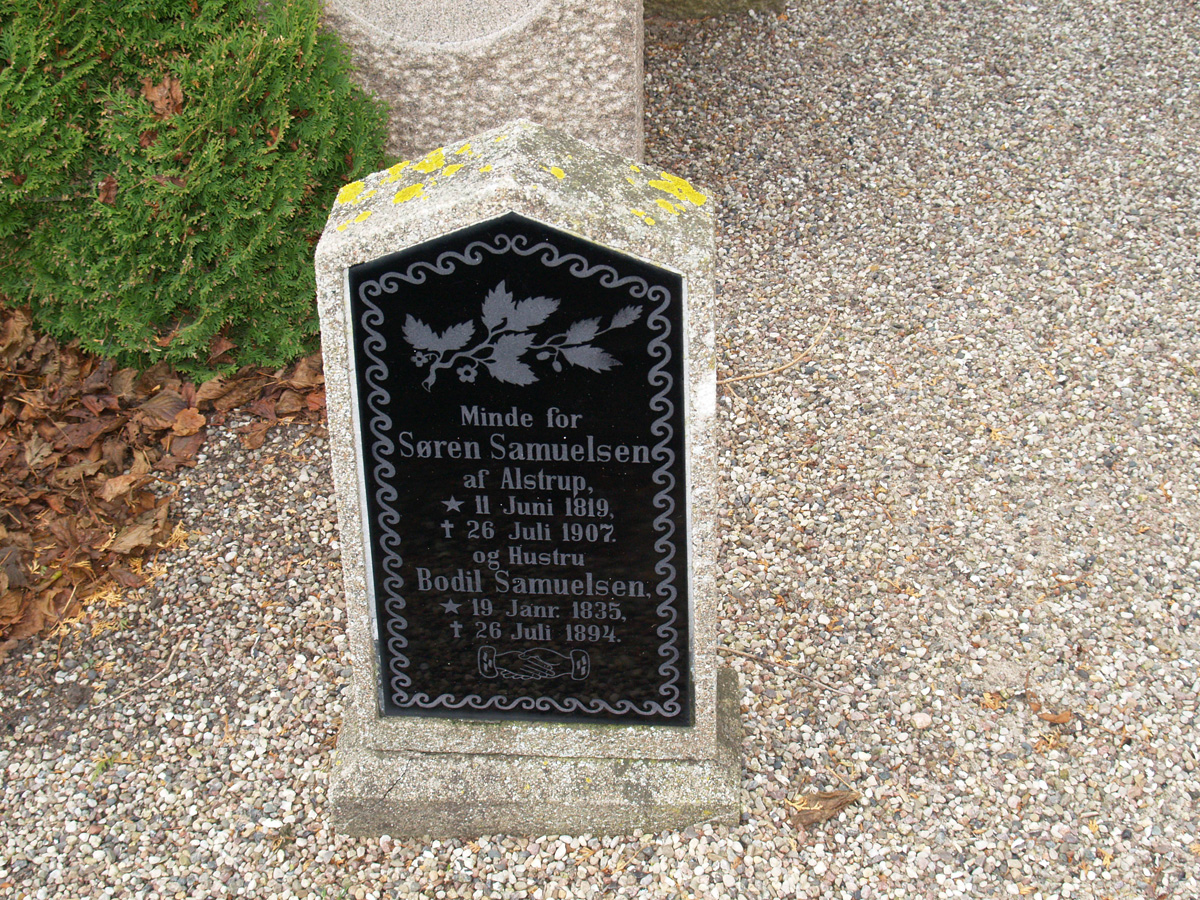 Minde for
Søren Samuelsen
af Alstrup,
★ 11 Juni 1819,
✝ 26 Juli 1907.
og Hustru
Bodil Samuelsen,
★ 19 Janr. 1835,
✝ 26 Juli 1894.